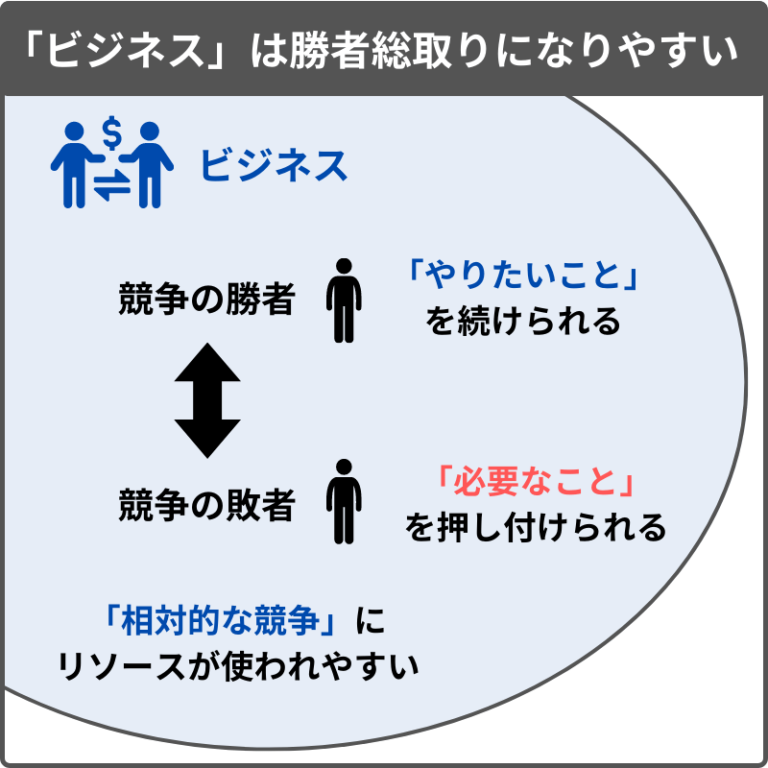 「ビジネス」は勝者総取りになりやすい
$
ビジネス
競争の勝者
「やりたいこと」
を続けられる
競争の敗者
「必要なこと」
を押し付けられる
「相対的な競争」に
リソースが使われやすい